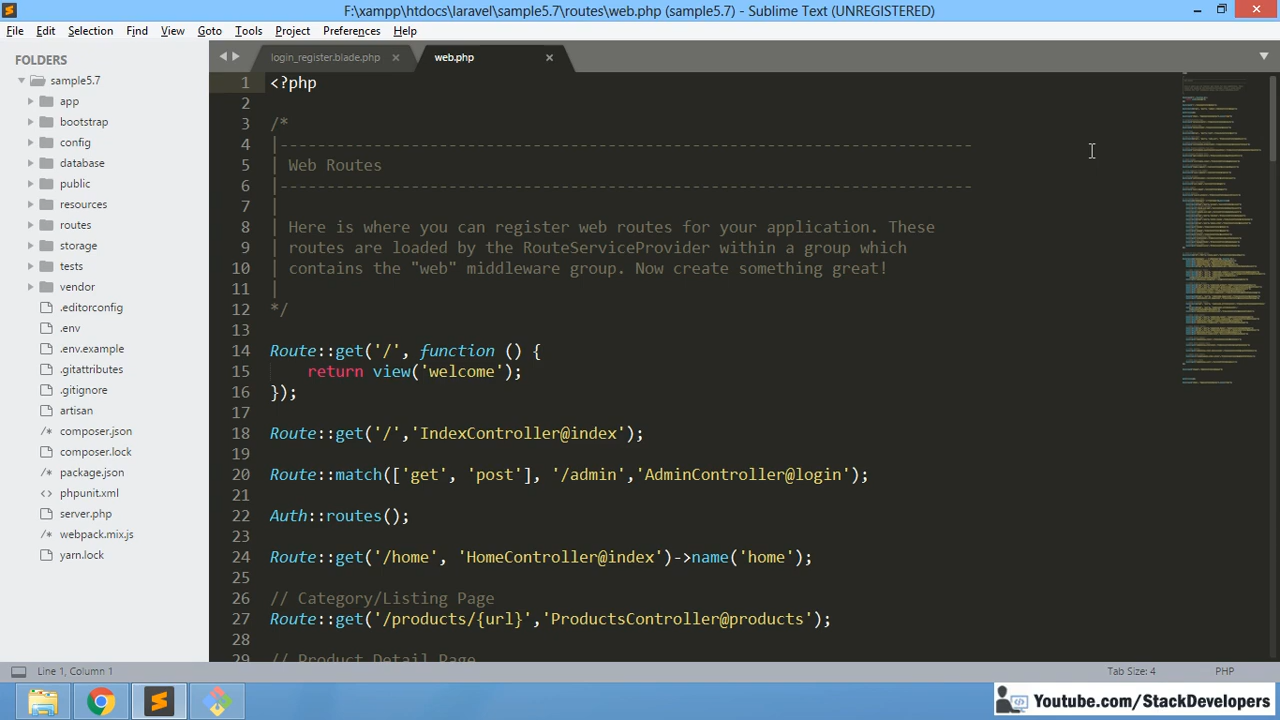 F:\xampp\htdocs\laravel\sample5.7\routes\web.php (sample5.7) - Sublime Text (UNREGISTERED)
File Edit Selection Find View Goto Tools Project Preferences Help
FOLDERS
sample5.7
app
bootstrap
config
database
public
resources
routes
storage
tests
vendor
.editorconfig
.env
.env.example
.gitattributes
.gitignore
artisan
composer.json
composer.lock
package.json
phpunit.xml
server.php
webpack.mix.js
yarn.lock
login_register.blade.php web.php
1 <?php
2
3 /*
4 |--------------------------------------------------------------------------
5 | Web Routes
6 |--------------------------------------------------------------------------
7 |
8 | Here is where you can register web routes for your application. These
9 | routes are loaded by the RouteServiceProvider within a group which
10 | contains the "web" middleware group. Now create something great!
11 |
12 */
13
14 Route::get('/', function () {
15 return view('welcome');
16 });
17
18 Route::get('/','IndexController@index');
19
20 Route::match(['get', 'post'], '/admin','AdminController@login');
21
22 Auth::routes();
23
24 Route::get('/home', 'HomeController@index')->name('home');
25
26 // Category/Listing Page
27 Route::get('/products/{url}','ProductsController@products');
28
29 // Product Detail Page
Line 1, Column 1 Tab Size: 4 PHP
Youtube.com/StackDevelopers